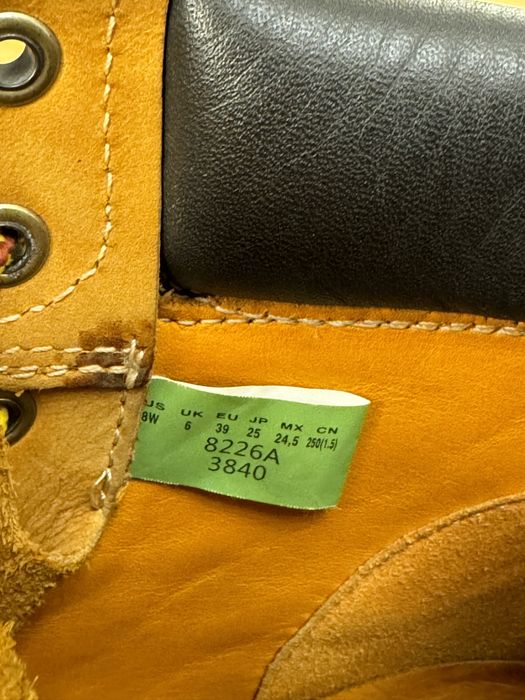 US UK EU JP MX CN
8W 6 39 25 24,5 250(1.5)
8226A
3840